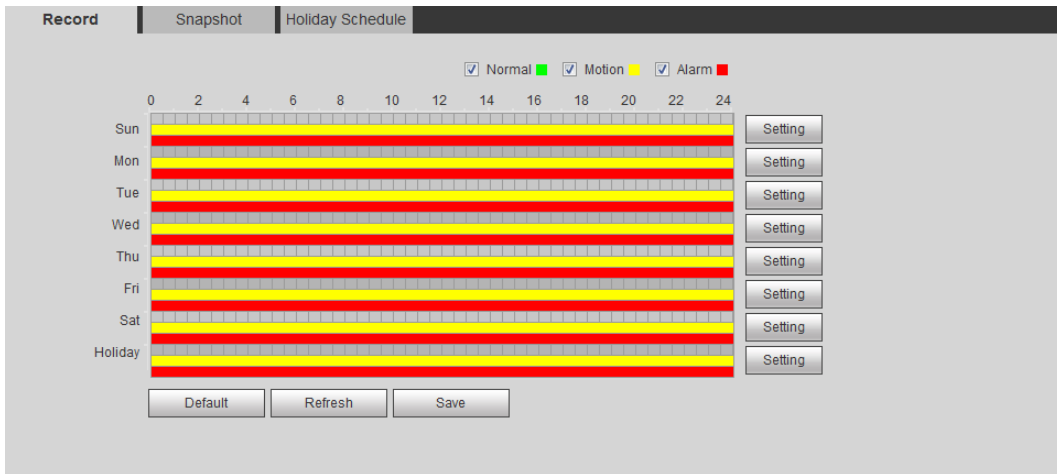 Record Snapshot Holiday Schedule
Normal Motion Alarm
0 2 4 6 8 10 12 14 16 18 20 22 24
Sun Setting
Mon Setting
Tue Setting
Wed Setting
Thu Setting
Fri Setting
Sat Setting
Holiday Setting
Default Refresh Save